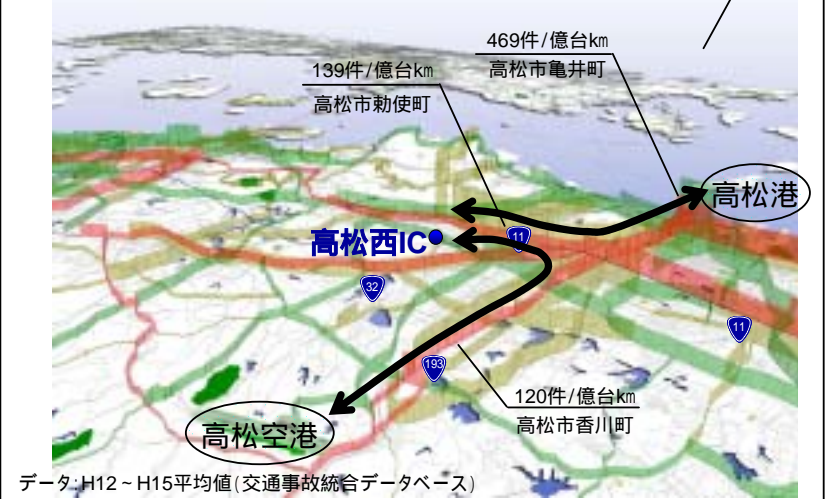 469件/億台km
高松市亀井町
139件/億台km
高松市勅使町
高松港
高松西IC
11
32
11
193
120件/億台km
高松市香川町
高松空港
データ:H12~H15平均値(交通事故統合データベース)